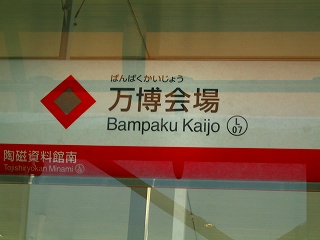 ばんぱくかいじょう
万博会場
Bampaku Kaijo
L
07
陶磁資料館南
Tojishiryokan Minami